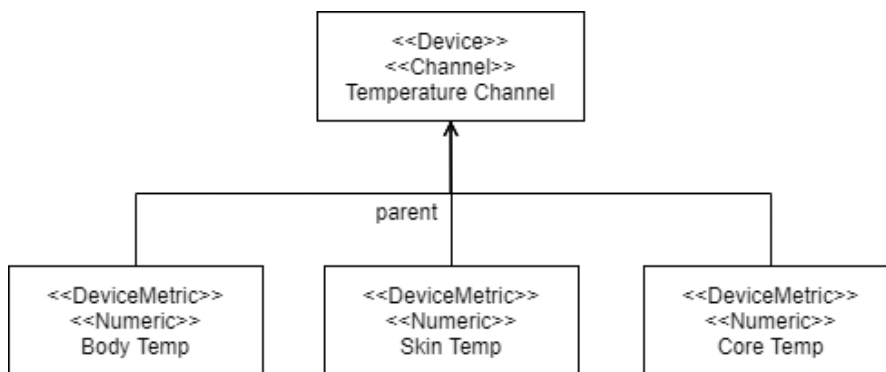 <<Device>>
<<Channel>>
Temperature Channel
parent
<<DeviceMetric>>
<<Numeric>>
Body Temp
<<DeviceMetric>>
<<Numeric>>
Skin Temp
<<DeviceMetric>>
<<Numeric>>
Core Temp